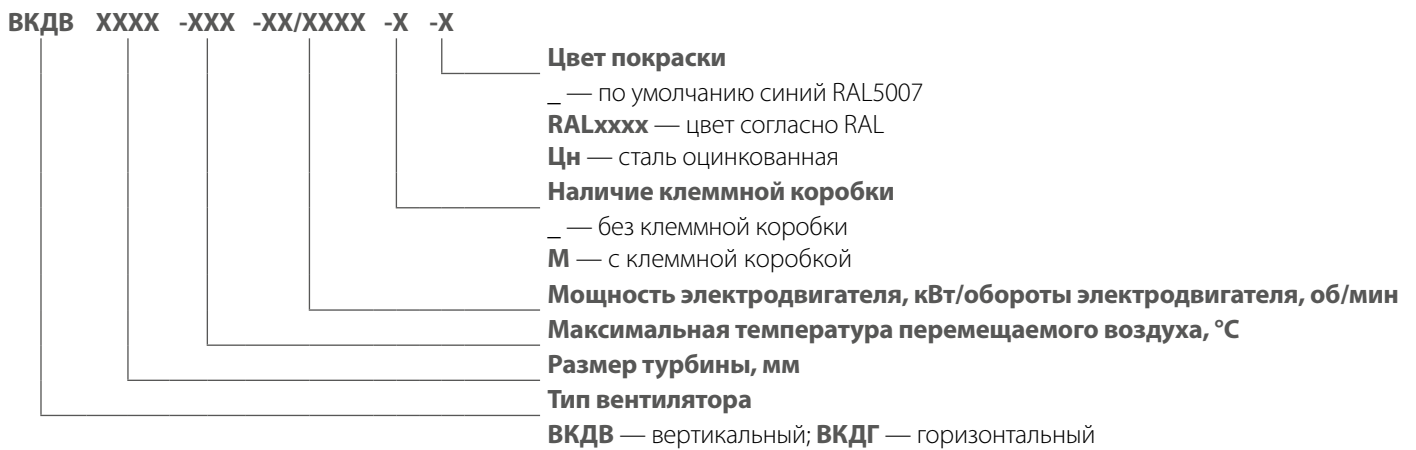 ВКДВ XXXX -XXX -XX/XXXX -X -X
Цвет покраски
_ — по умолчанию синий RAL5007
RALxxxx — цвет согласно RAL
Цн — сталь оцинкованная
Наличие клеммной коробки
_ — без клеммной коробки
М — с клеммной коробкой
Мощность электродвигателя, кВт/обороты электродвигателя, об/мин
Максимальная температура перемещаемого воздуха, °С
Размер турбины, мм
Тип вентилятора
ВКДВ — вертикальный; ВКДГ — горизонтальный